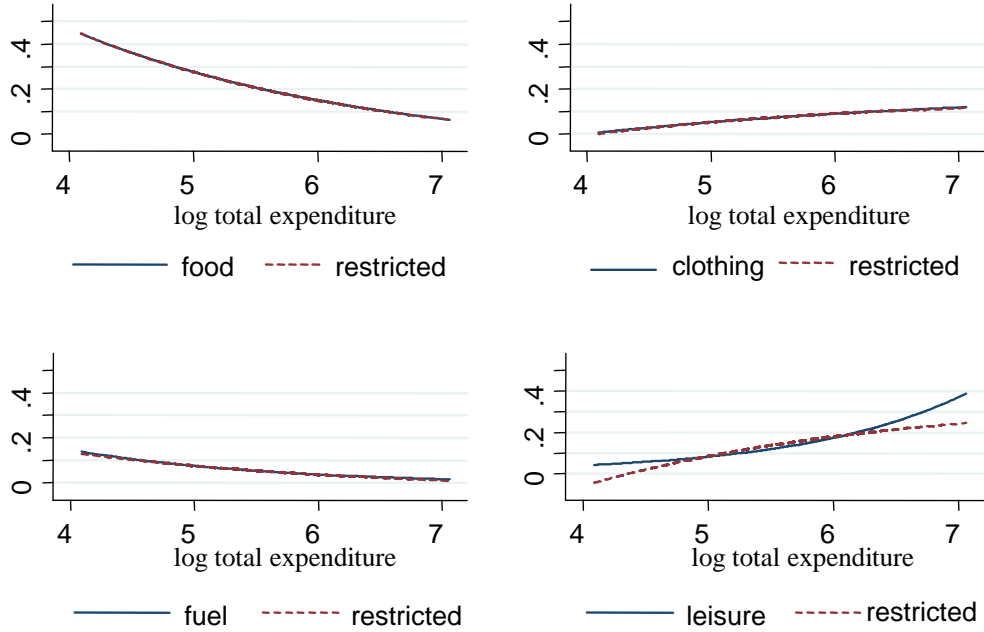 .4
.2
0
4 5 6 7
log total expenditure
food restricted
.4
.2
0
4 5 6 7
log total expenditure
clothing restricted
.4
.2
0
4 5 6 7
log total expenditure
fuel restricted
.4
.2
0
4 5 6 7
log total expenditure
leisure restricted